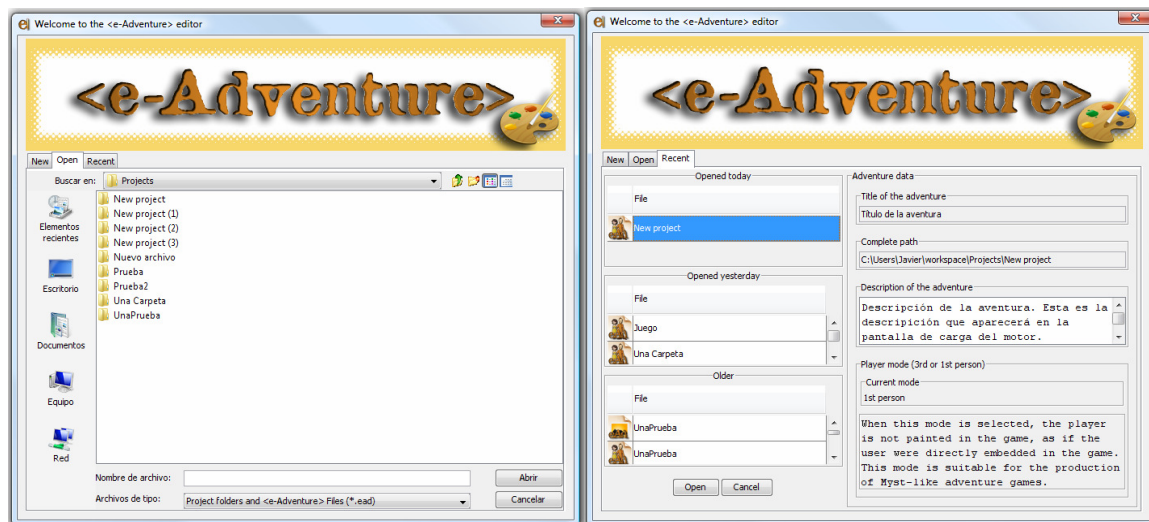 Welcome to the <e-Adventure> editor
<e-Adventure>
New Open Recent
Buscar en: Projects
Elementos
recientes
Escritorio
Documentos
Equipo
Red
New project
New project (1)
New project (2)
New project (3)
Nuevo archivo
Prueba
Prueba2
Una Carpeta
UnaPrueba
Nombre de archivo: Abrir
Archivos de tipo: Project folders and <e-Adventure> Files (*.ead) Cancelar
Welcome to the <e-Adventure> editor
<e-Adventure>
New Open Recent
Opened today
File
New project
Opened yesterday
File
Juego
Una Carpeta
Older
File
UnaPrueba
UnaPrueba
Open Cancel
Adventure data
Title of the adventure
Título de la aventura
Complete path
C:\Users\Javier\workspace\Projects\New project
Description of the adventure
Descripción de la aventura. Esta es la
descripición que aparecerá en la
pantalla de carga del motor.
Player mode (3rd or 1st person)
Current mode
1st person
When this mode is selected, the player
is not painted in the game, as if the
user were directly embedded in the game.
This mode is suitable for the production
of Myst-like adventure games.